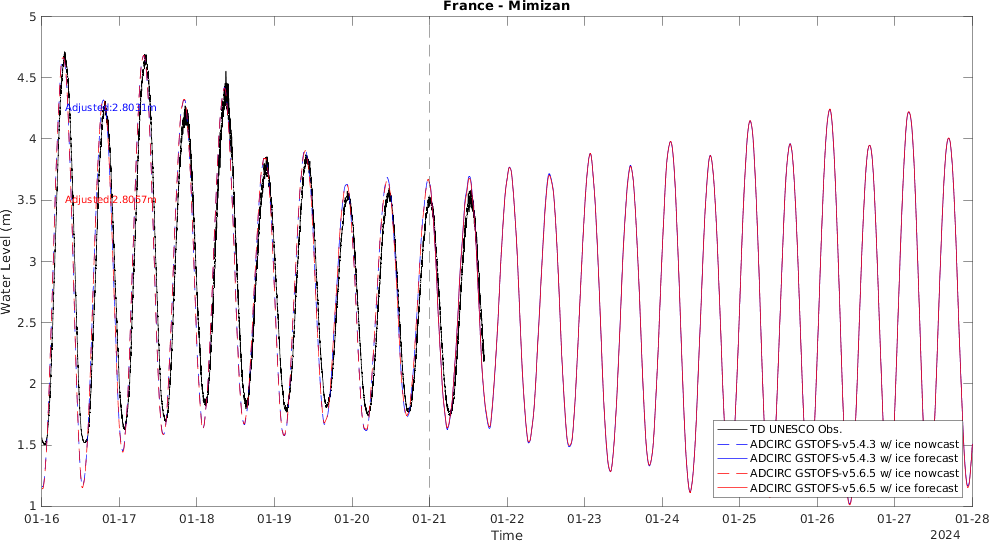 France - Mimizan
5
4.5
4
3.5
3
2.5
2
1.5
1
Water Level (m)
Adjusted:2.8031m
Adjusted:2.8067m
TD UNESCO Obs.
ADCIRC GSTOFS-v5.4.3 w/ ice nowcast
ADCIRC GSTOFS-v5.4.3 w/ ice forecast
ADCIRC GSTOFS-v5.6.5 w/ ice nowcast
ADCIRC GSTOFS-v5.6.5 w/ ice forecast
01-16 01-17 01-18 01-19 01-20 01-21 01-22 01-23 01-24 01-25 01-26 01-27 01-28
Time
2024